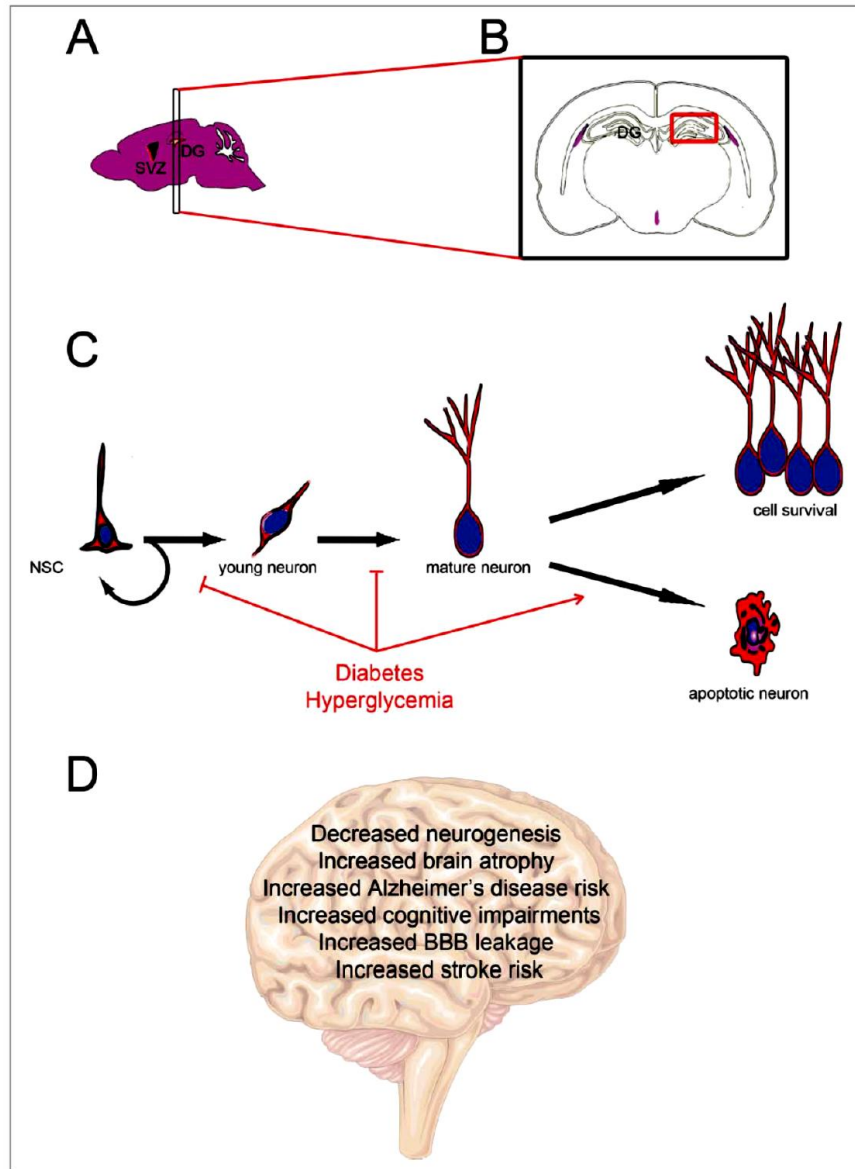 A
B
SVZ
DG
DG
C
NSC
young neuron
mature neuron
cell survival
apoptotic neuron
Diabetes
Hyperglycemia
D
Decreased neurogenesis
Increased brain atrophy
Increased Alzheimer's disease risk
Increased cognitive impairments
Increased BBB leakage
Increased stroke risk